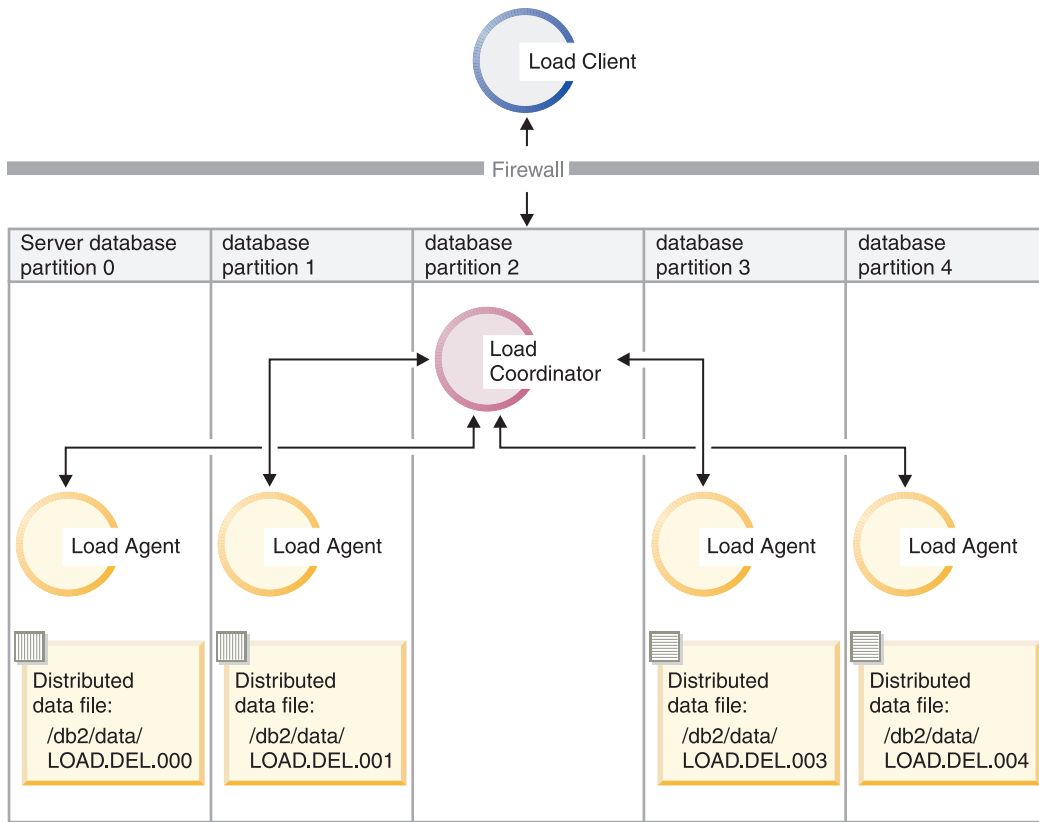 Load Client
Firewall
Server database
partition 0
database
partition 1
database
partition 2
database
partition 3
database
partition 4
Load
Coordinator
Load Agent
Load Agent
Load Agent
Load Agent
Distributed
data file:
/db2/data/
LOAD.DEL.000
Distributed
data file:
/db2/data/
LOAD.DEL.001
Distributed
data file:
/db2/data/
LOAD.DEL.003
Distributed
data file:
/db2/data/
LOAD.DEL.004